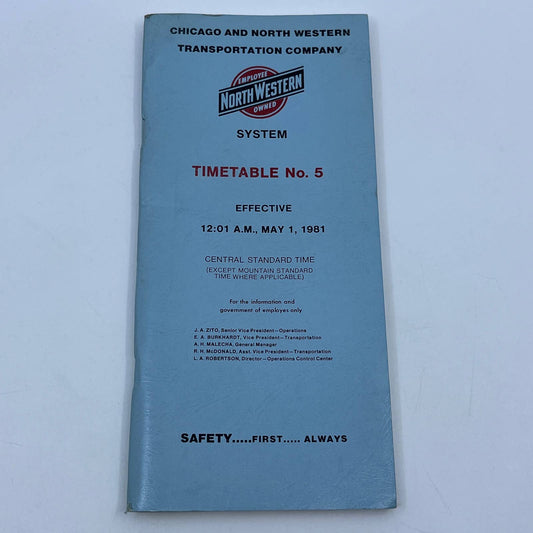 CHICAGO AND NORTH WESTERN
TRANSPORTATION COMPANY
EMPLOYEE
NORTH WESTERN
OWNED
SYSTEM
TIMETABLE No. 5
EFFECTIVE
12:01 A.M., MAY 1, 1981
CENTRAL STANDARD TIME
(EXCEPT MOUNTAIN STANDARD
TIME WHERE APPLICABLE)
For the information and
government of employes only
J. A. ZITO, Senior Vice President—Operations
E. A. BURKHARDT, Vice President—Transportation
A. H. MALECHA, General Manager
R. H. McDONALD, Asst. Vice President—Transportation
L. A. ROBERTSON, Director—Operations Control Center
SAFETY.....FIRST..... ALWAYS